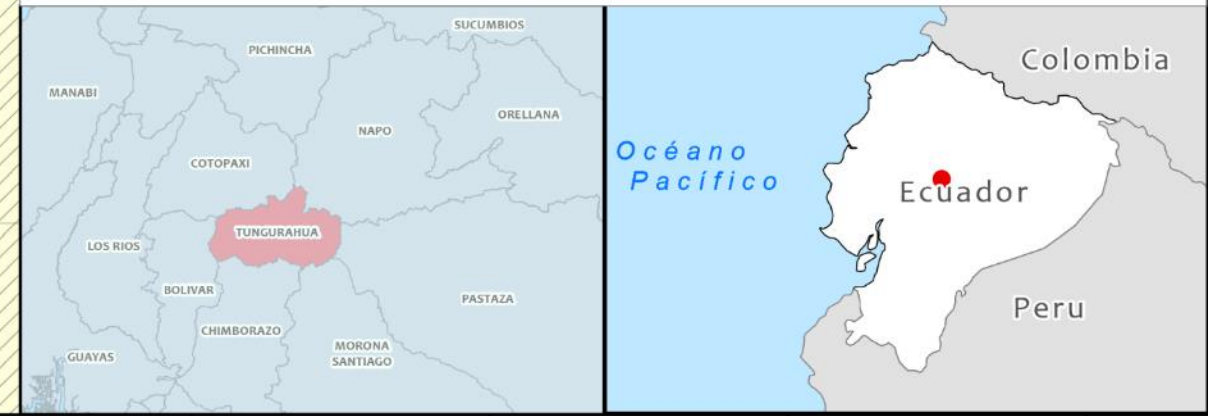 SUCUMBIOS
PICHINCHA
MANABI
ORELLANA
NAPO
COTOPAXI
TUNGURAHUA
LOS RIOS
BOLIVAR
PASTAZA
CHIMBORAZO
MORONA
SANTIAGO
GUAYAS
Colombia
Océano
Pacífico
Ecuador
Peru